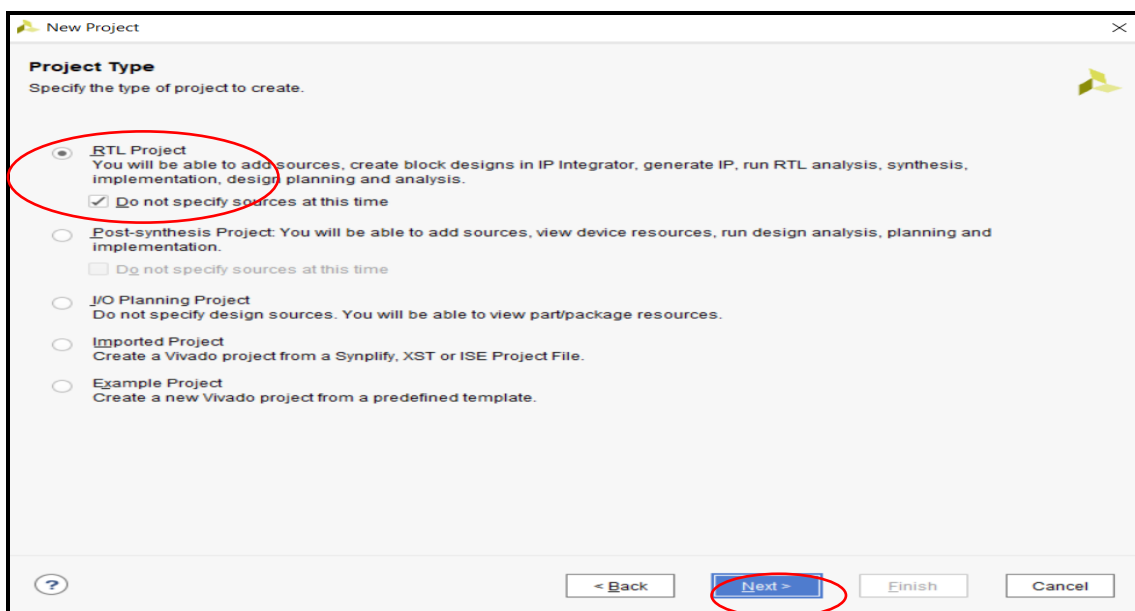 New Project
Project Type
Specify the type of project to create.
RTL Project
You will be able to add sources, create block designs in IP Integrator, generate IP, run RTL analysis, synthesis,
implementation, design planning and analysis.
Do not specify sources at this time
Post-synthesis Project: You will be able to add sources, view device resources, run design analysis, planning and
implementation.
Do not specify sources at this time
I/O Planning Project
Do not specify design sources. You will be able to view part/package resources.
Imported Project
Create a Vivado project from a Synplify, XST or ISE Project File.
Example Project
Create a new Vivado project from a predefined template.
? < Back Next > Finish Cancel